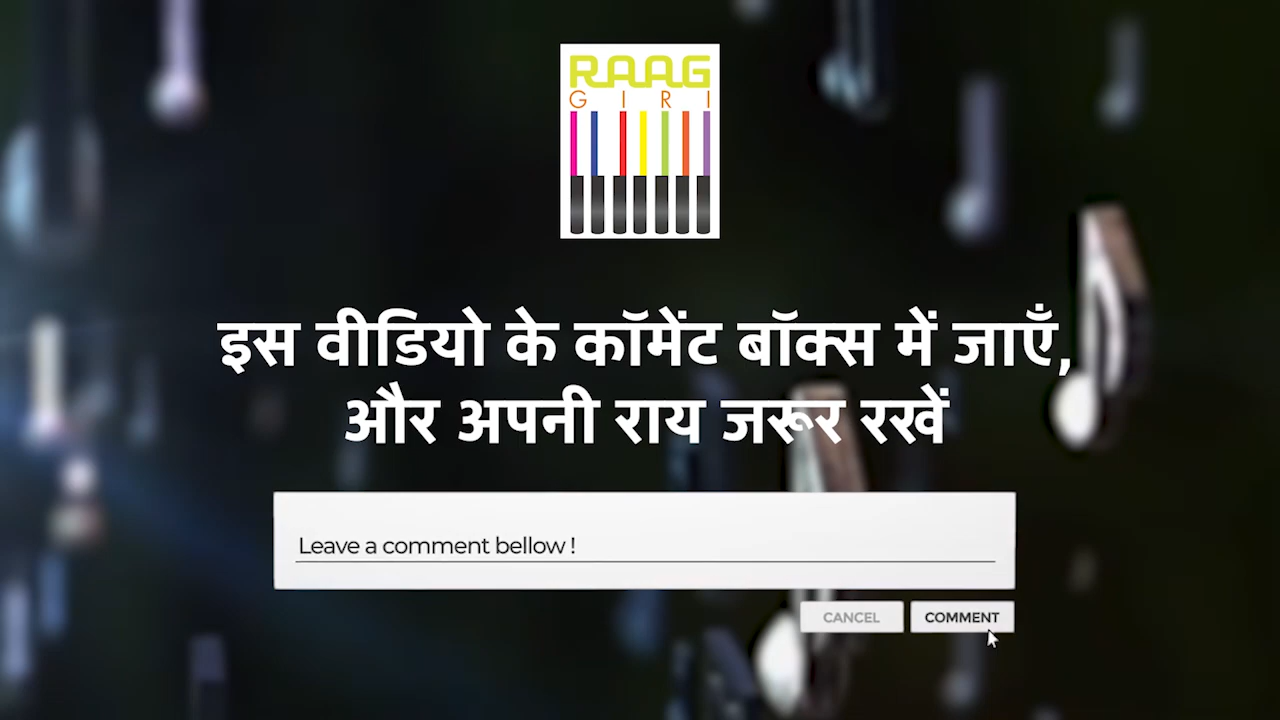 RAAG
GIRI
इस वीडियो के कॉमेंट बॉक्स में जाएँ,
और अपनी राय जरूर रखें
Leave a comment bellow !
CANCEL COMMENT